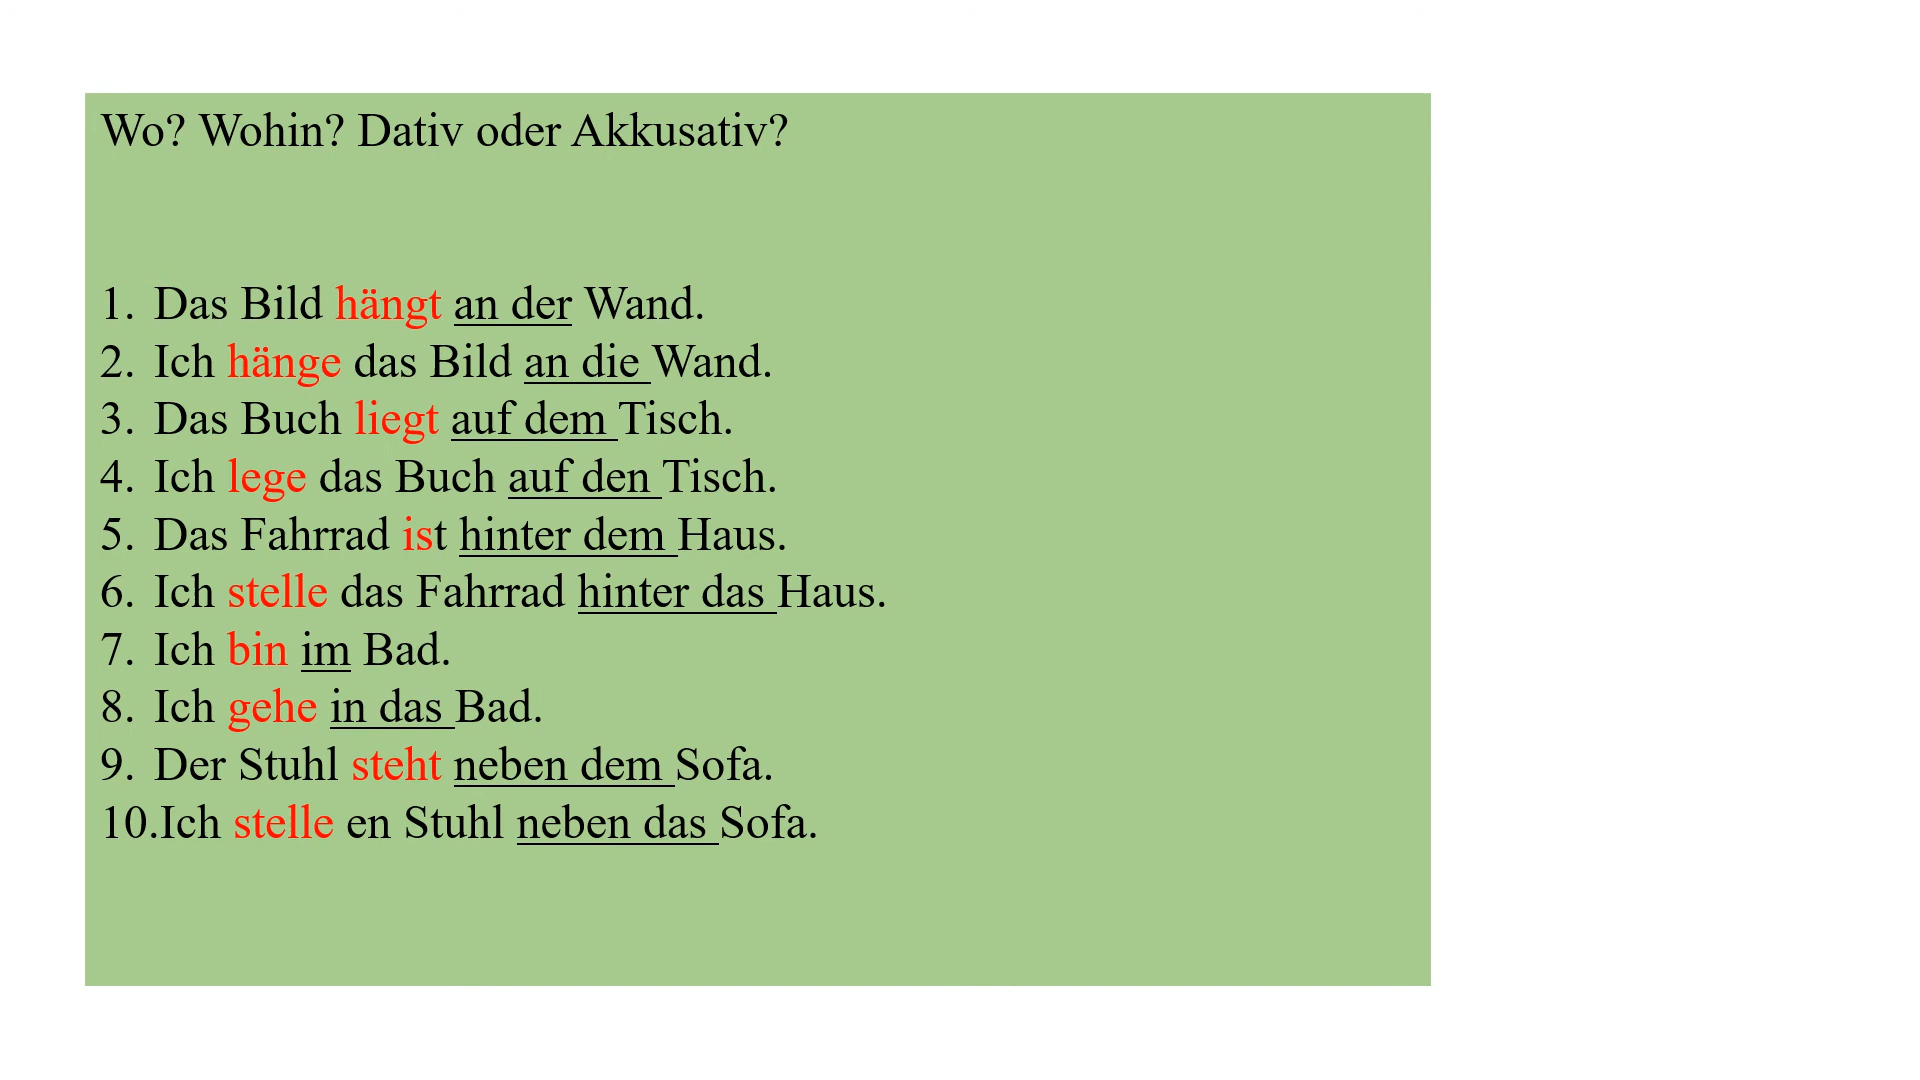 Wo? Wohin? Dativ oder Akkusativ?
1. Das Bild hängt an der Wand.
2. Ich hänge das Bild an die Wand.
3. Das Buch liegt auf dem Tisch.
4. Ich lege das Buch auf den Tisch.
5. Das Fahrrad ist hinter dem Haus.
6. Ich stelle das Fahrrad hinter das Haus.
7. Ich bin im Bad.
8. Ich gehe in das Bad.
9. Der Stuhl steht neben dem Sofa.
10.Ich stelle en Stuhl neben das Sofa.